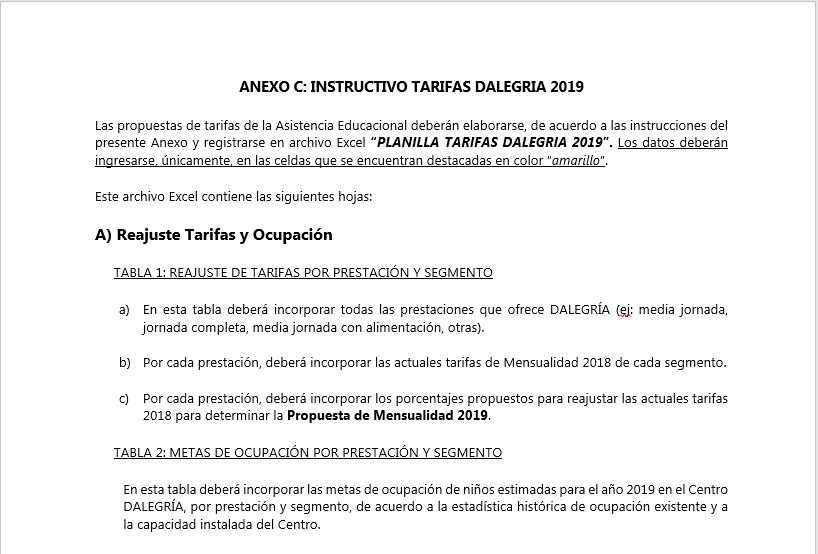 ANEXO C: INSTRUCTIVO TARIFAS DALEGRIA 2019
Las propuestas de tarifas de la Asistencia Educacional deberán elaborarse, de acuerdo a las instrucciones del
presente Anexo y registrarse en archivo Excel “PLANILLA TARIFAS DALEGRIA 2019”. Los datos deberán
ingresarse, únicamente, en las celdas que se encuentran destacadas en color “amarillo”.
Este archivo Excel contiene las siguientes hojas:
A) Reajuste Tarifas y Ocupación
TABLA 1: REAJUSTE DE TARIFAS POR PRESTACIÓN Y SEGMENTO
a) En esta tabla deberá incorporar todas las prestaciones que ofrece DALEGRÍA (ej: media jornada,
jornada completa, media jornada con alimentación, otras).
b) Por cada prestación, deberá incorporar las actuales tarifas de Mensualidad 2018 de cada segmento.
c) Por cada prestación, deberá incorporar los porcentajes propuestos para reajustar las actuales tarifas
2018 para determinar la Propuesta de Mensualidad 2019.
TABLA 2: METAS DE OCUPACIÓN POR PRESTACIÓN Y SEGMENTO
En esta tabla deberá incorporar las metas de ocupación de niños estimadas para el año 2019 en el Centro
DALEGRÍA, por prestación y segmento, de acuerdo a la estadística histórica de ocupación existente y a
la capacidad instalada del Centro.